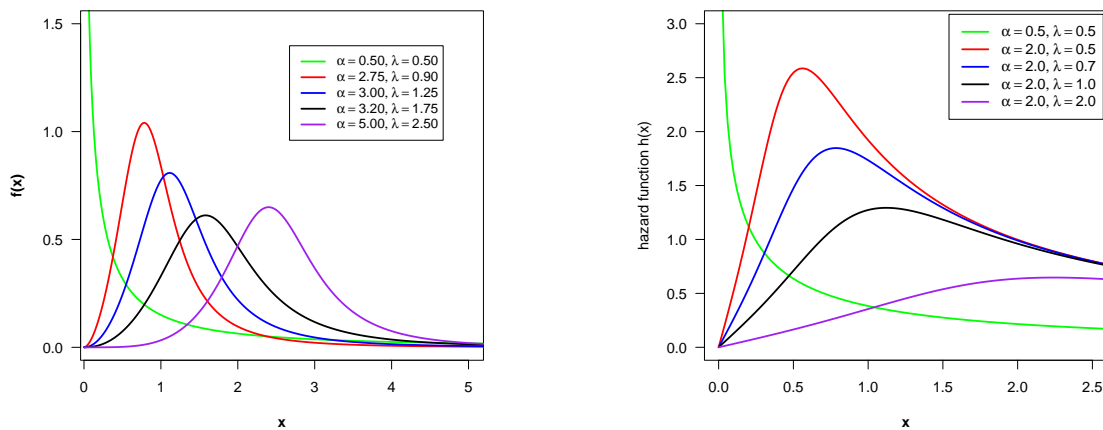 1.5
1.0
0.5
0.0
f(x)
α = 0.50, λ = 0.50
α = 2.75, λ = 0.90
α = 3.00, λ = 1.25
α = 3.20, λ = 1.75
α = 5.00, λ = 2.50
0 1 2 3 4 5
x
3.0
2.5
2.0
1.5
1.0
0.5
0.0
hazard function h(x)
α = 0.5, λ = 0.5
α = 2.0, λ = 0.5
α = 2.0, λ = 0.7
α = 2.0, λ = 1.0
α = 2.0, λ = 2.0
0.0 0.5 1.0 1.5 2.0 2.5
x